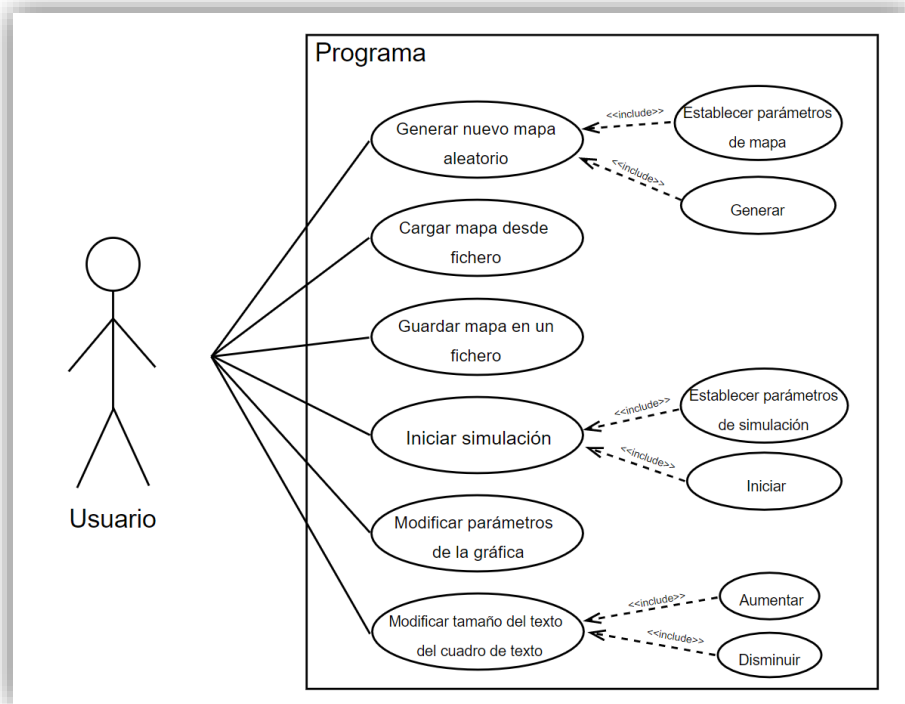 Programa
Generar nuevo mapa
aleatorio
<<include>>
Establecer parámetros
de mapa
<<include>>
Generar
Cargar mapa desde
fichero
Guardar mapa en un
fichero
Iniciar simulación
<<include>>
Establecer parámetros
de simulación
<<include>>
Iniciar
Usuario
Modificar parámetros
de la gráfica
Modificar tamaño del texto
del cuadro de texto
<<include>>
Aumentar
<<include>>
Disminuir